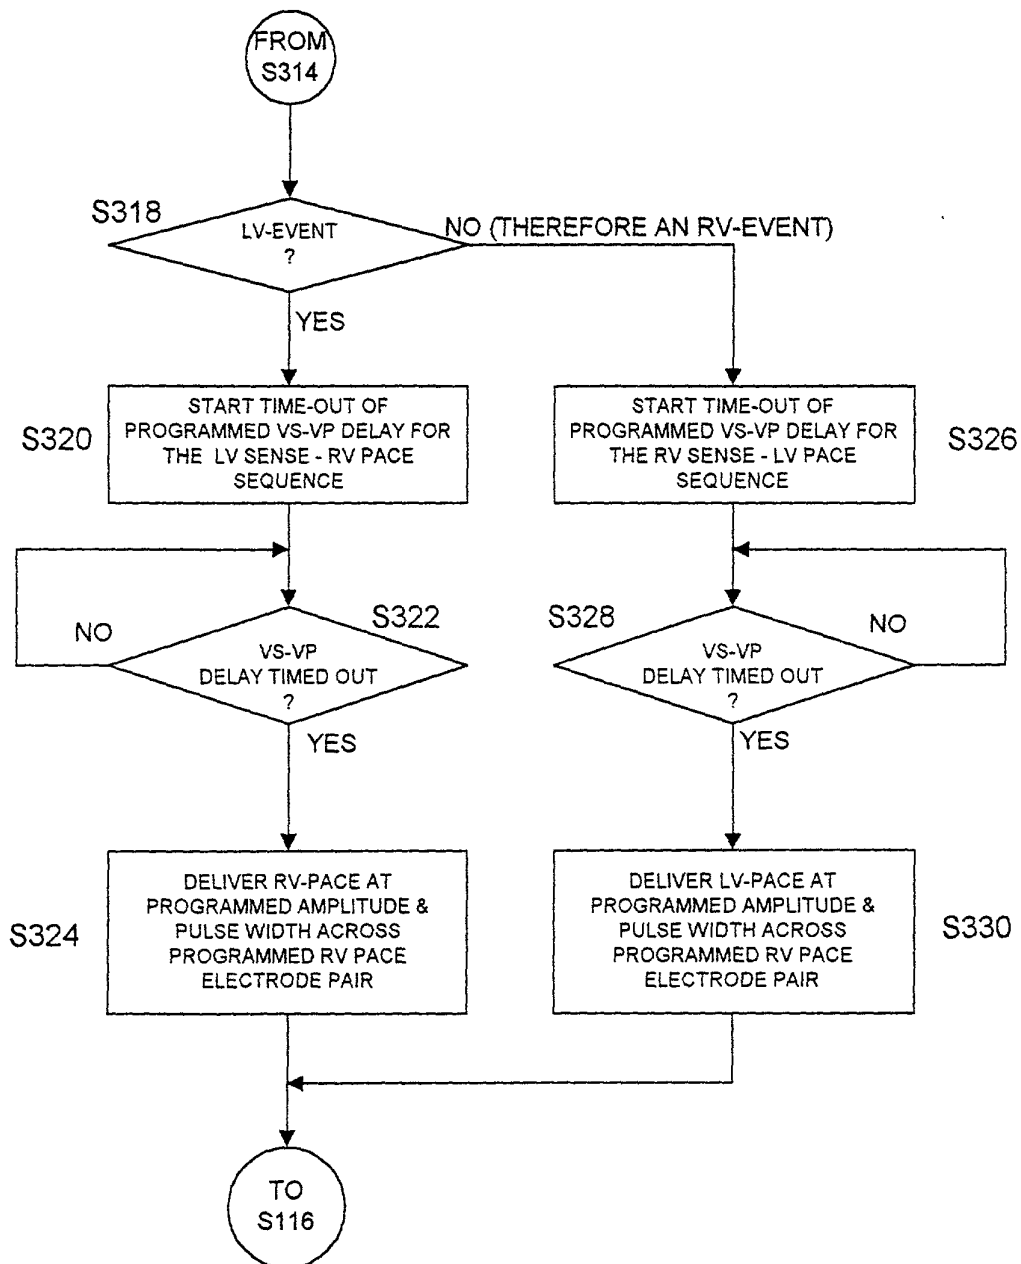 FROM
S314
S318
LV-EVENT
?
NO (THEREFORE AN RV-EVENT)
YES
S320
START TIME-OUT OF
PROGRAMMED VS-VP DELAY FOR
THE LV SENSE - RV PACE
SEQUENCE
START TIME-OUT OF
PROGRAMMED VS-VP DELAY FOR
THE RV SENSE - LV PACE
SEQUENCE
S326
NO
VS-VP
DELAY TIMED OUT
?
S322
YES
S328
VS-VP
DELAY TIMED OUT
?
NO
YES
S324
DELIVER RV-PACE AT
PROGRAMMED AMPLITUDE &
PULSE WIDTH ACROSS
PROGRAMMED RV PACE
ELECTRODE PAIR
DELIVER LV-PACE AT
PROGRAMMED AMPLITUDE &
PULSE WIDTH ACROSS
PROGRAMMED RV PACE
ELECTRODE PAIR
S330
TO
S116